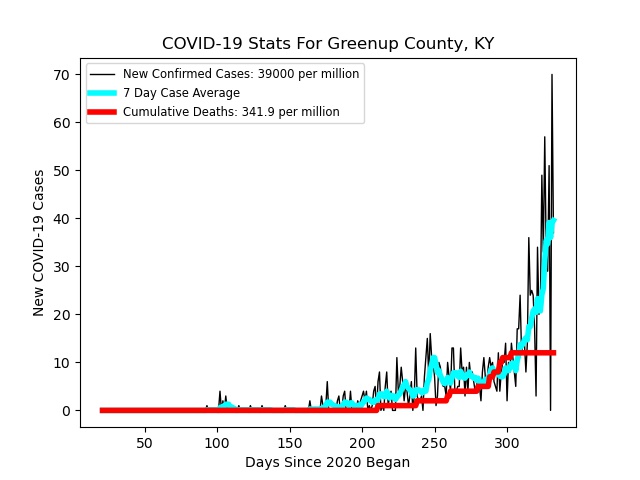 COVID-19 Stats For Greenup County, KY
New Confirmed Cases: 39000 per million
7 Day Case Average
Cumulative Deaths: 341.9 per million
New COVID-19 Cases
70
60
50
40
30
20
10
0
50 100 150 200 250 300
Days Since 2020 Began